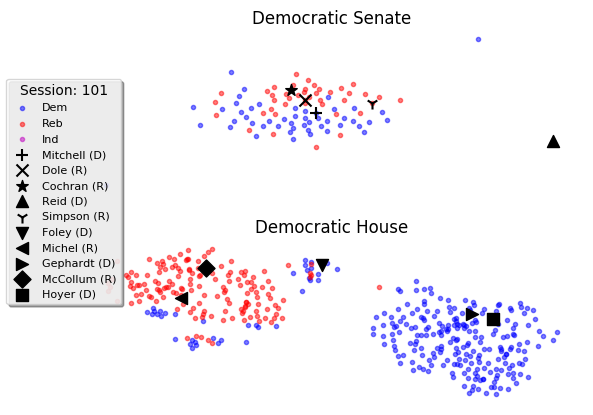 Democratic Senate
Session: 101
Dem
Reb
Ind
Mitchell (D)
Dole (R)
Cochran (R)
Reid (D)
Simpson (R)
Foley (D)
Michel (R)
Gephardt (D)
McCollum (R)
Hoyer (D)
Democratic House